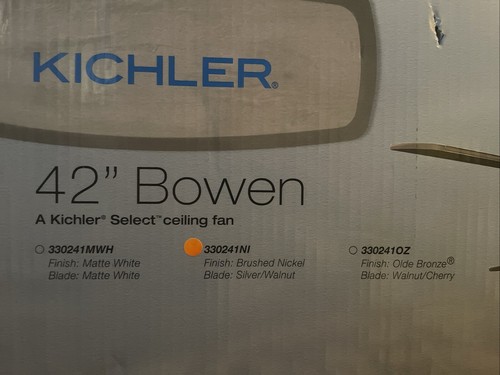 KICHLER®
42” Bowen
A Kichler® Select™ ceiling fan
330241MWH
Finish: Matte White
Blade: Matte White
330241NI
Finish: Brushed Nickel
Blade: Silver/Walnut
330241OZ
Finish: Olde Bronze®
Blade: Walnut/Cherry